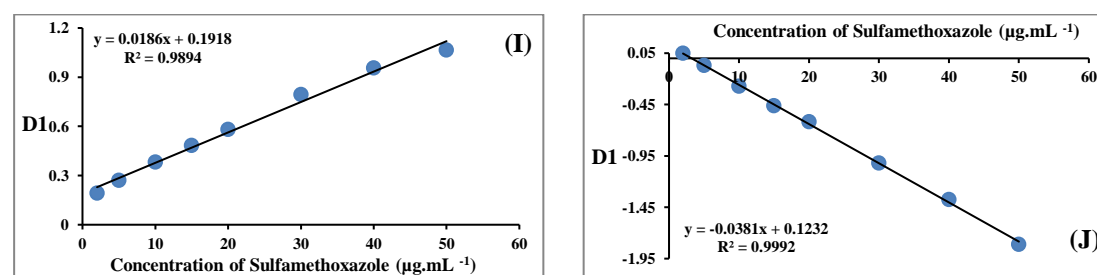 1.2
y = 0.0186x + 0.1918
R² = 0.9894
(I)
0.9
D1
0.6
0.3
0
0 10 20 30 40 50 60
Concentration of Sulfamethoxazole (µg.mL ⁻¹)
Concentration of Sulfamethoxazole (µg.mL ⁻¹)
0.05
0 10 20 30 40 50 60
-0.45
D1
-0.95
-1.45
y = -0.0381x + 0.1232
R² = 0.9992
(J)
-1.95